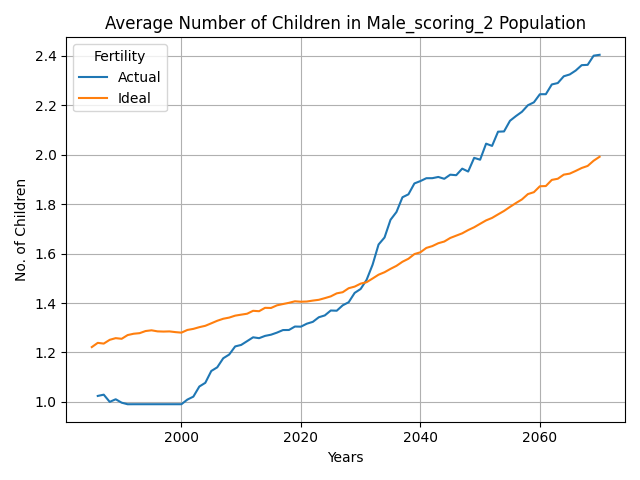 Average Number of Children in Male_scoring_2 Population
Fertility
Actual
Ideal
No. of Children
2.4
2.2
2.0
1.8
1.6
1.4
1.2
1.0
2000 2020 2040 2060
Years